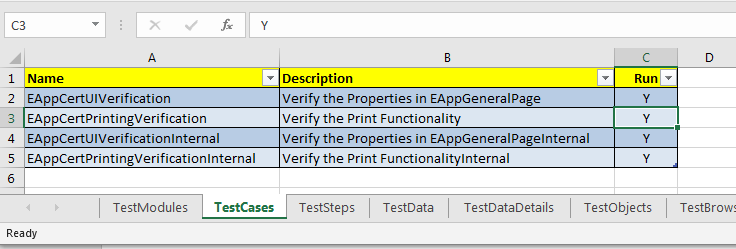 C3 fx Y
A B C D
1 Name Description Run
2 EAppCertUIVerification Verify the Properties in EAppGeneralPage Y
3 EAppCertPrintingVerification Verify the Print Functionality Y
4 EAppCertUIVerificationInternal Verify the Properties in EAppGeneralPageInternal Y
5 EAppCertPrintingVerificationInternal Verify the Print FunctionalityInternal Y
6
TestModules TestCases TestSteps TestData TestDataDetails TestObjects TestBrows
Ready